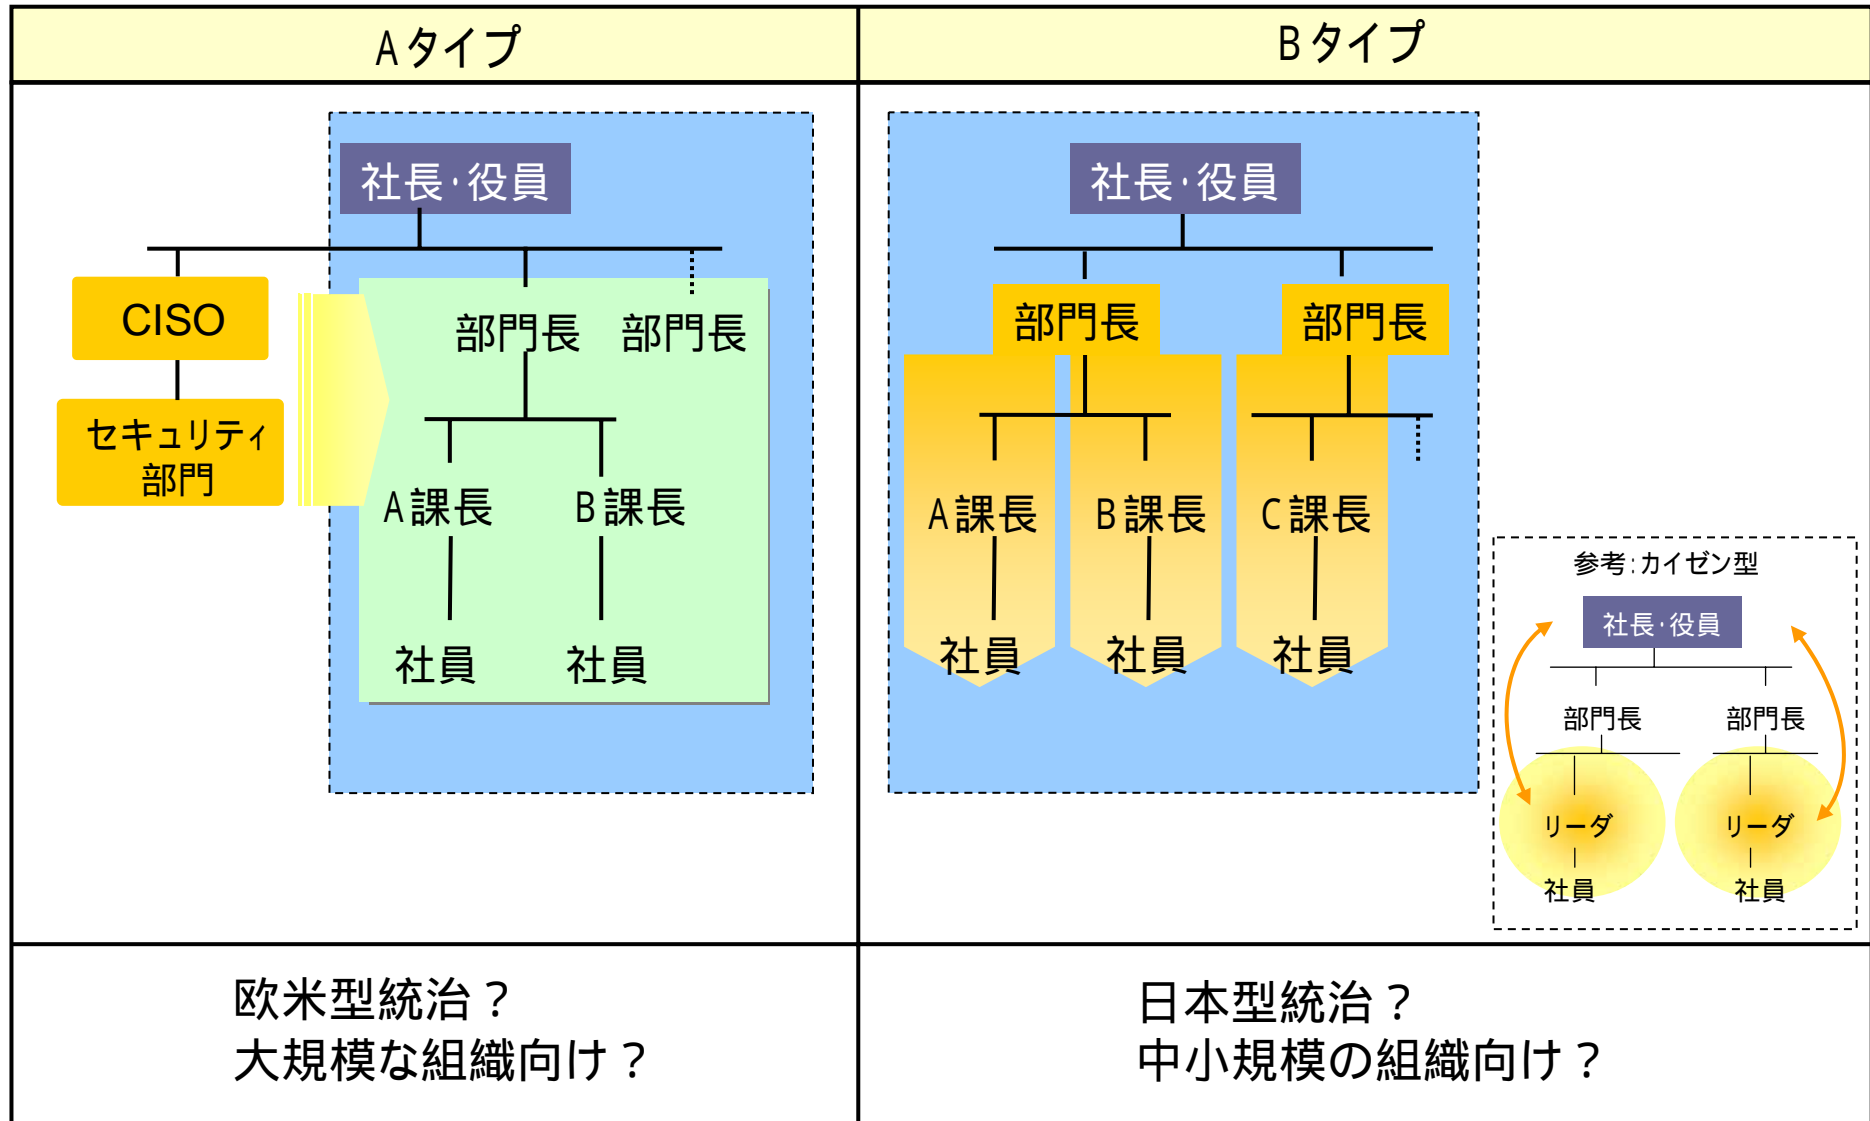 Aタイプ
Bタイプ
社長・役員
CISO
セキュリティ
部門
部門長
部門長
A課長
B課長
社員
社員
社長・役員
部門長
部門長
A課長
B課長
C課長
社員
社員
社員
参考:カイゼン型
社長・役員
部門長
部門長
リーダ
リーダ
社員
社員
欧米型統治？
大規模な組織向け？
日本型統治？
中小規模の組織向け？